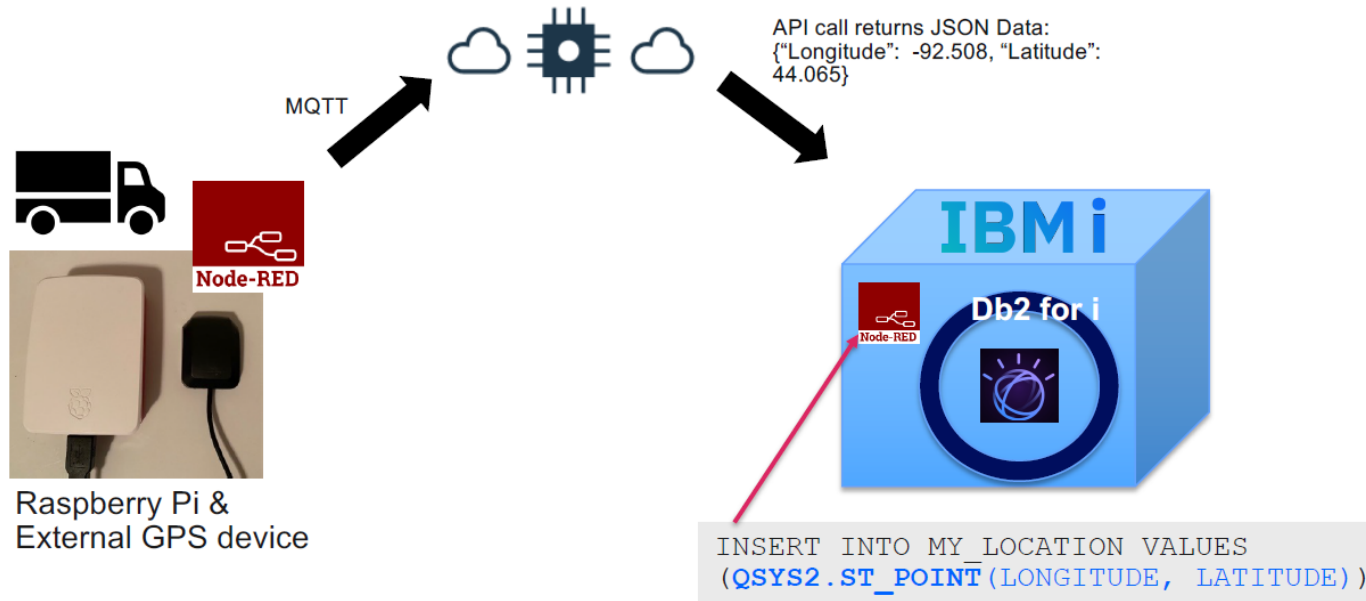 API call returns JSON Data:
{“Longitude”:  -92.508, “Latitude”:
44.065}
MQTT
Node-RED
IBM i
Db2 for i
Node-RED
Raspberry Pi &
External GPS device
INSERT INTO MY_LOCATION VALUES
(QSYS2.ST_POINT(LONGITUDE, LATITUDE))